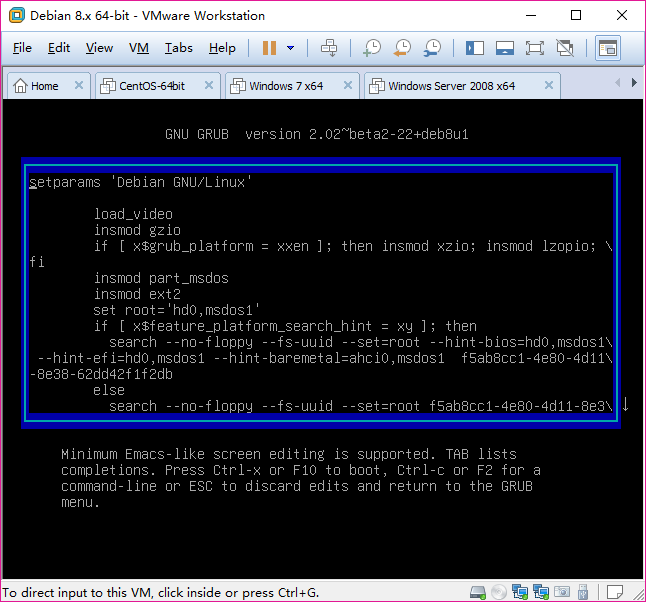 Debian 8.x 64-bit - VMware Workstation
File Edit View VM Tabs Help
Home CentOS-64bit Windows 7 x64 Windows Server 2008 x64
GNU GRUB version 2.02~beta2-22+deb8u1
setparams 'Debian GNU/Linux'
load_video
insmod gzio
if [ x$grub_platform = xxen ]; then insmod xzio; insmod lzopio; \
fi
insmod part_msdos
insmod ext2
set root='hd0,msdos1'
if [ x$feature_platform_search_hint = xy ]; then
search --no-floppy --fs-uuid --set=root --hint-bios=hd0,msdos1\
--hint-efi=hd0,msdos1 --hint-baremetal=ahci0,msdos1 f5ab8cc1-4e80-4d11\
-8e38-62dd42f1f2db
else
search --no-floppy --fs-uuid --set=root f5ab8cc1-4e80-4d11-8e3\
Minimum Emacs-like screen editing is supported. TAB lists
completions. Press Ctrl-x or F10 to boot, Ctrl-c or F2 for a
command-line or ESC to discard edits and return to the GRUB
menu.
To direct input to this VM, click inside or press Ctrl+G.